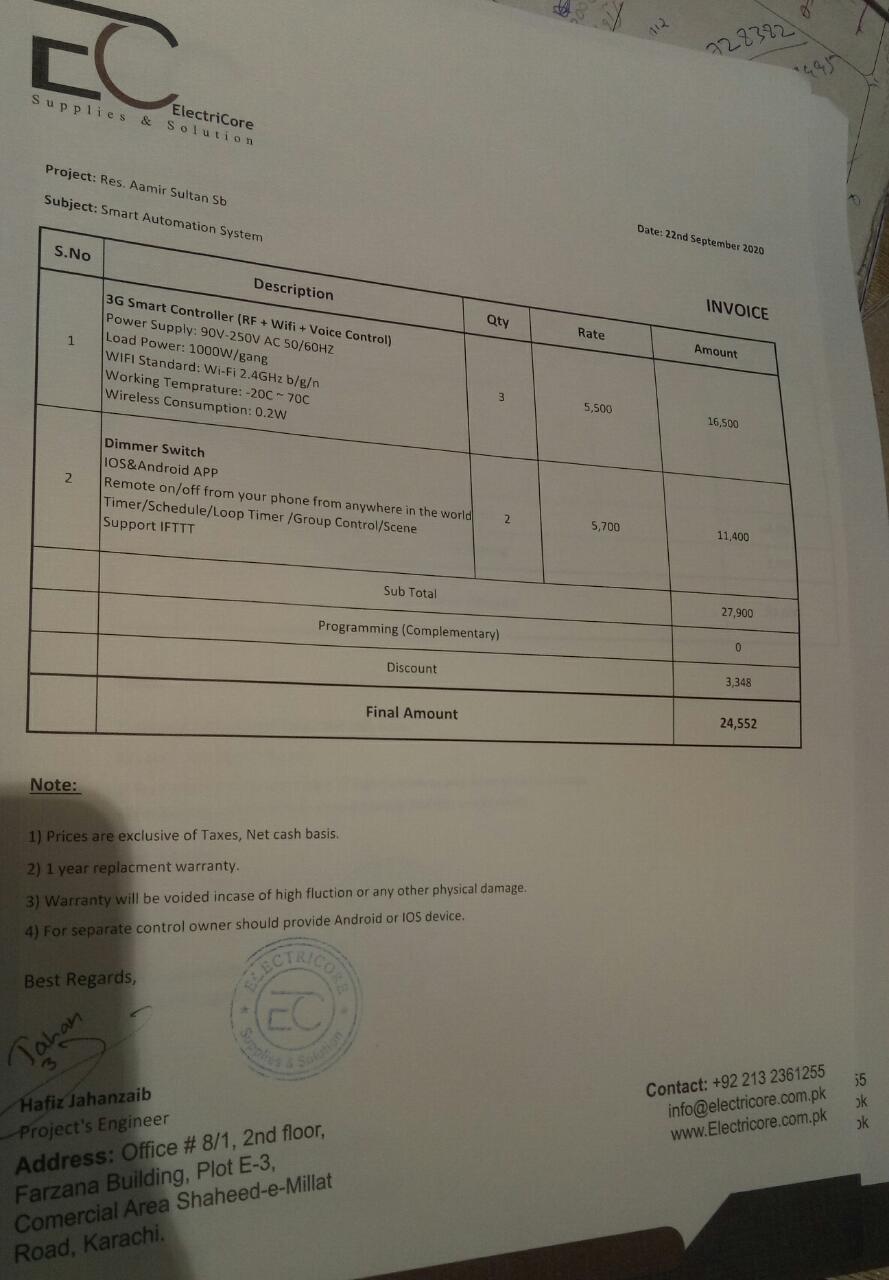 EC
ElectriCore
Supplies & Solution
728322
112
Project: Res. Aamir Sultan Sb
Subject: Smart Automation System
Date: 22nd September 2020
INVOICE
S.No Description Qty Rate Amount
1
3G Smart Controller (RF + Wifi + Voice Control)
Power Supply: 90V-250V AC 50/60HZ
Load Power: 1000W/gang
WIFI Standard: Wi-Fi 2.4GHz b/g/n
Working Temprature: -20C ~ 70C
Wireless Consumption: 0.2W
3 5,500 16,500
2
Dimmer Switch
IOS&Android APP
Remote on/off from your phone from anywhere in the world
Timer/Schedule/Loop Timer /Group Control/Scene
Support IFTTT
2 5,700 11,400
Sub Total 27,900
Programming (Complementary) 0
Discount 3,348
Final Amount 24,552
Note:
1) Prices are exclusive of Taxes, Net cash basis.
2) 1 year replacment warranty.
3) Warranty will be voided incase of high fluction or any other physical damage.
4) For separate control owner should provide Android or IOS device.
Best Regards,
ELECTRICORE
EC
Supplies & Solution
Jahan
Hafiz Jahanzaib
Project's Engineer
Address: Office # 8/1, 2nd floor,
Farzana Building, Plot E-3,
Comercial Area Shaheed-e-Millat
Road, Karachi.
Contact: +92 213 2361255
info@electricore.com.pk
www.Electricore.com.pk
55
ok
ok